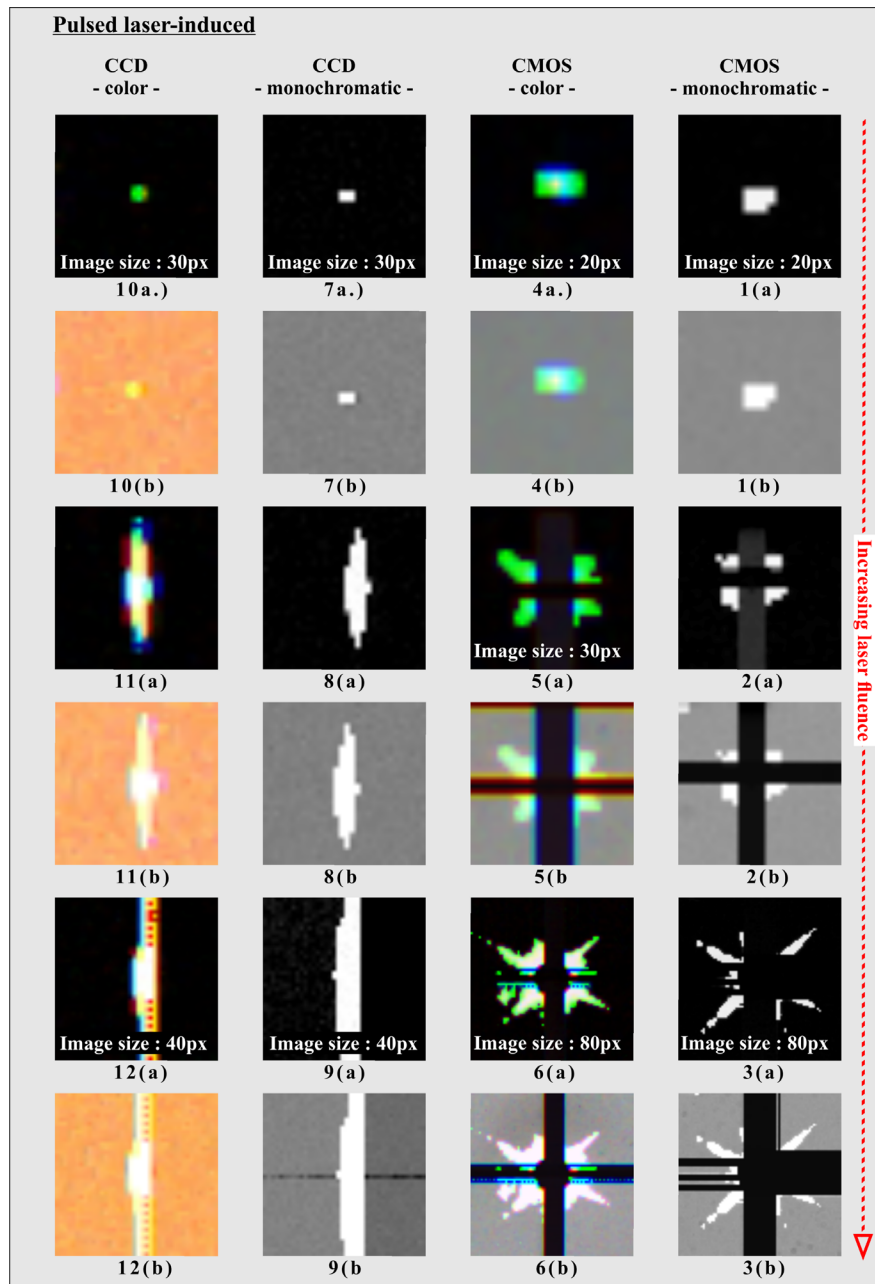 Pulsed laser-induced
CCD CCD CMOS CMOS
- color - - monochromatic - - color - - monochromatic -
Image size : 30px Image size : 30px Image size : 20px Image size : 20px
10a.) 7a.) 4a.) 1(a)
10(b) 7(b) 4(b) 1(b)
Image size : 30px
11(a) 8(a) 5(a) 2(a)
Increasing laser fluence
11(b) 8(b 5(b 2(b)
Image size : 40px Image size : 40px Image size : 80px Image size : 80px
12(a) 9(a) 6(a) 3(a)
12(b) 9(b 6(b) 3(b)